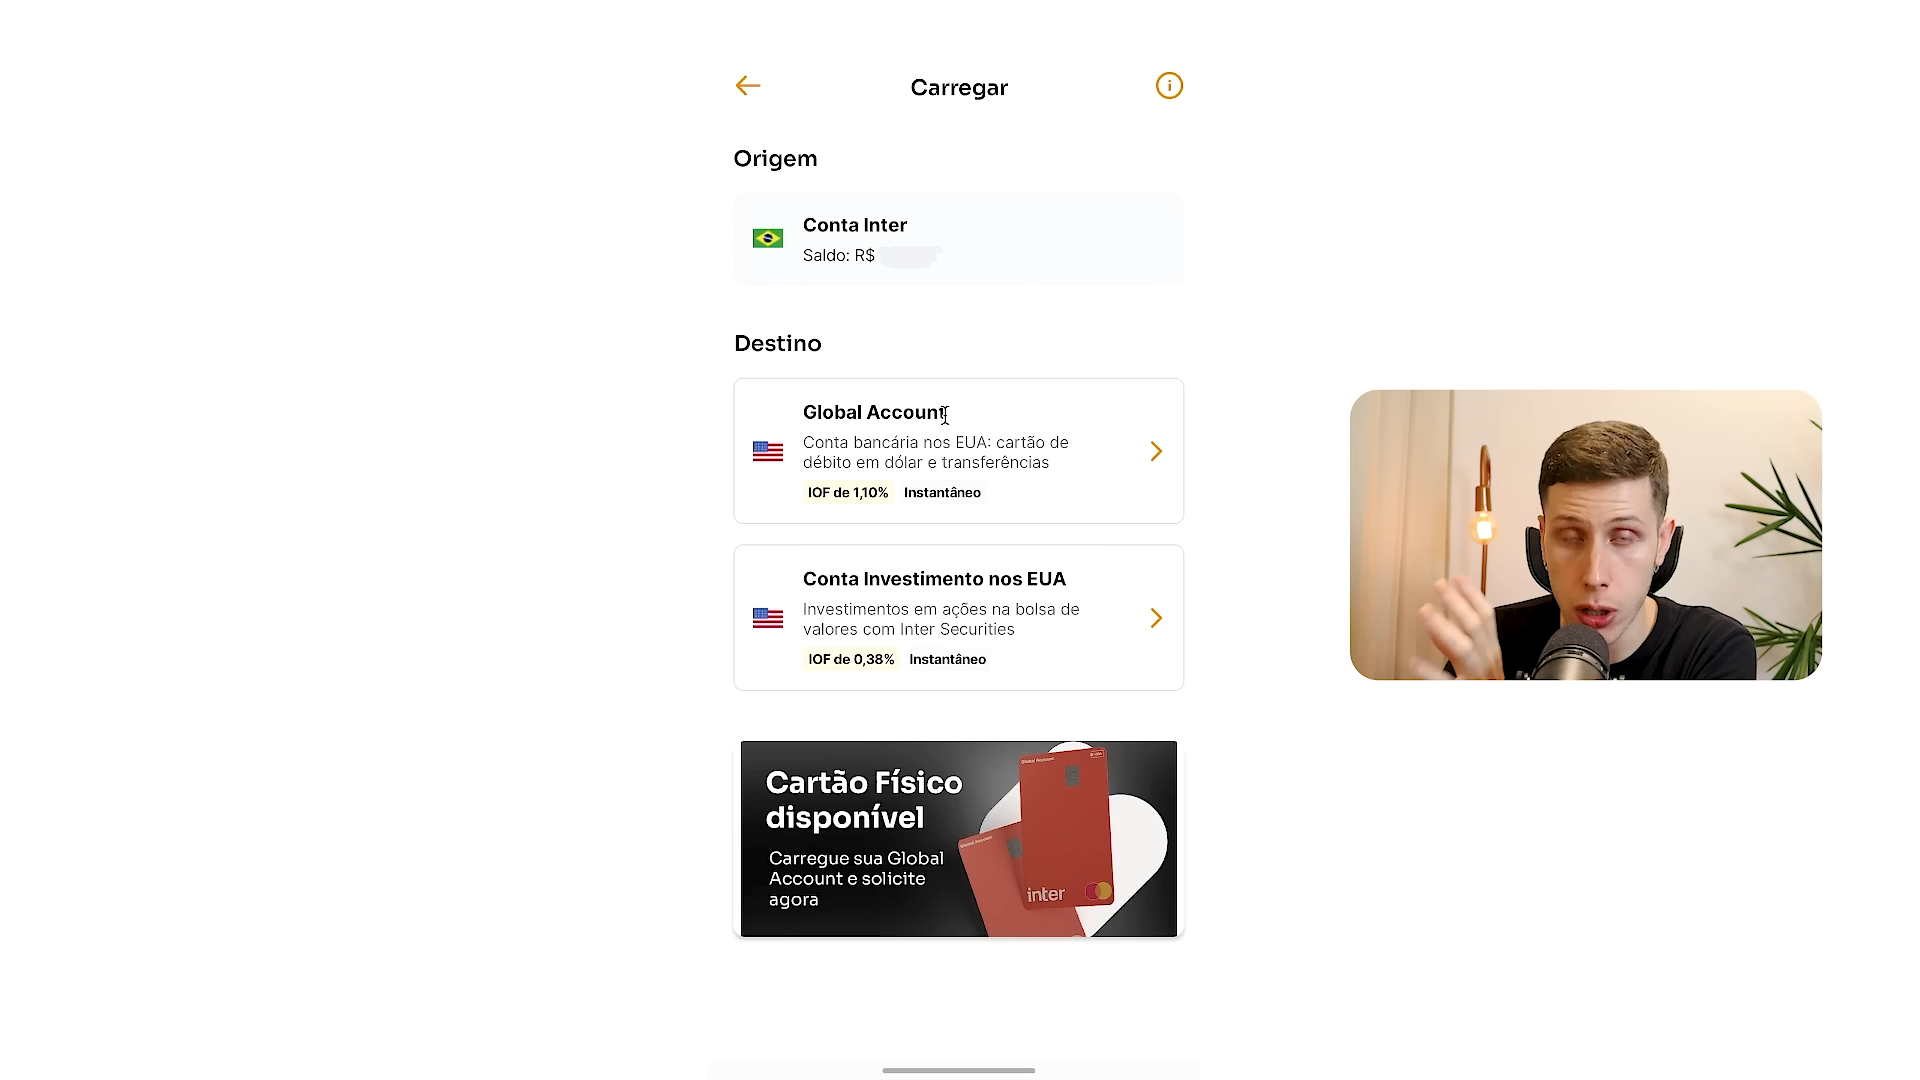 Carregar
Origem
Conta Inter
Saldo: R$
Destino
Global Account
Conta bancária nos EUA: cartão de
débito em dólar e transferências
IOF de 1,10% Instantâneo
Conta Investimento nos EUA
Investimentos em ações na bolsa de
valores com Inter Securities
IOF de 0,38% Instantâneo
Cartão Físico
disponível
Carregue sua Global
Account e solicite
agora
Global Account
inter